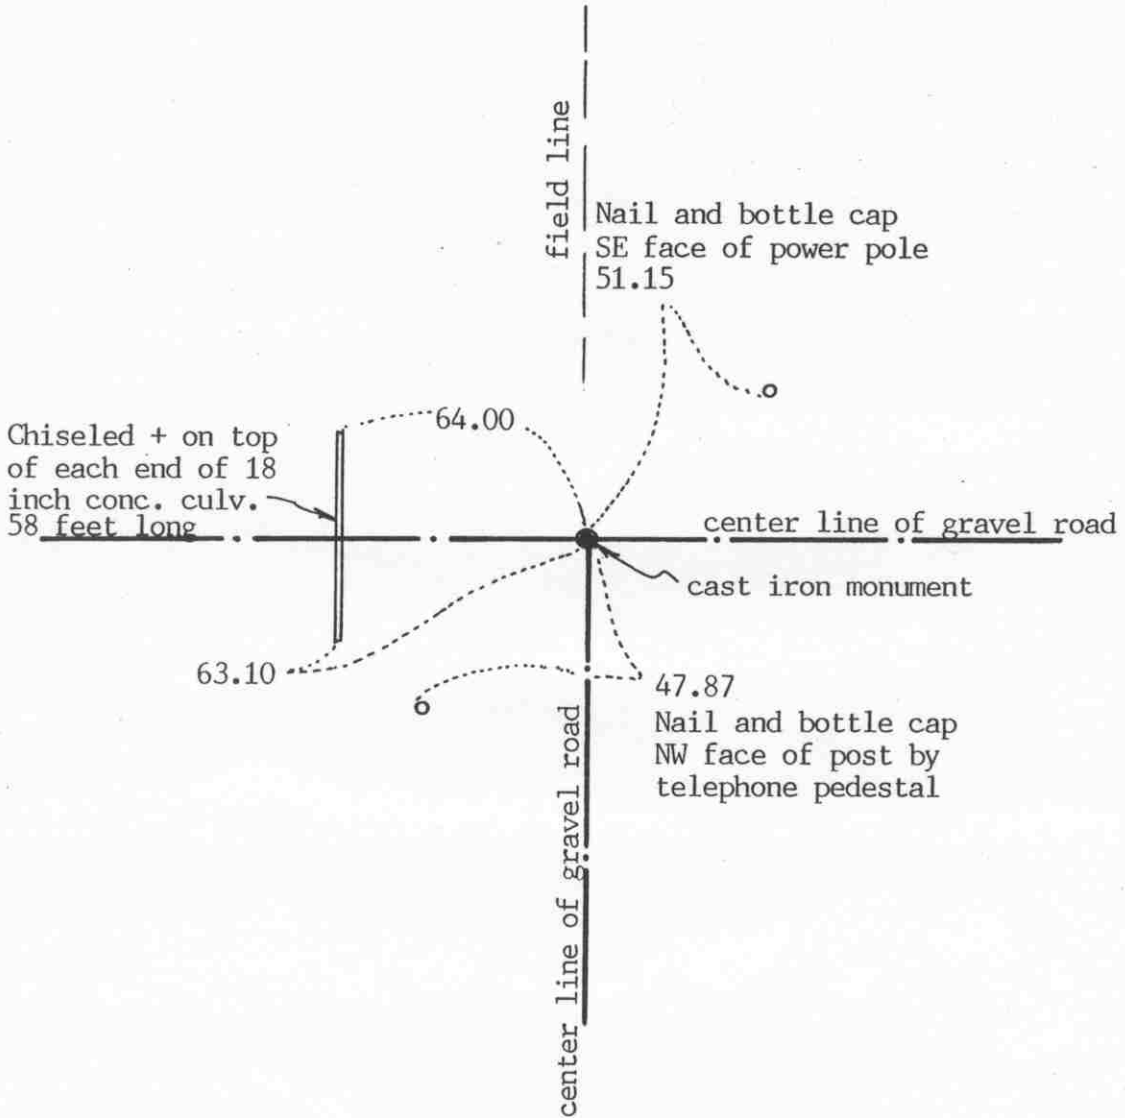 field line
Nail and bottle cap
SE face of power pole
51.15
64.00
Chiseled + on top
of each end of 18
inch conc. culv.
58 feet long
center line of gravel road
cast iron monument
63.10
47.87
Nail and bottle cap
NW face of post by
telephone pedestal
center line of gravel road